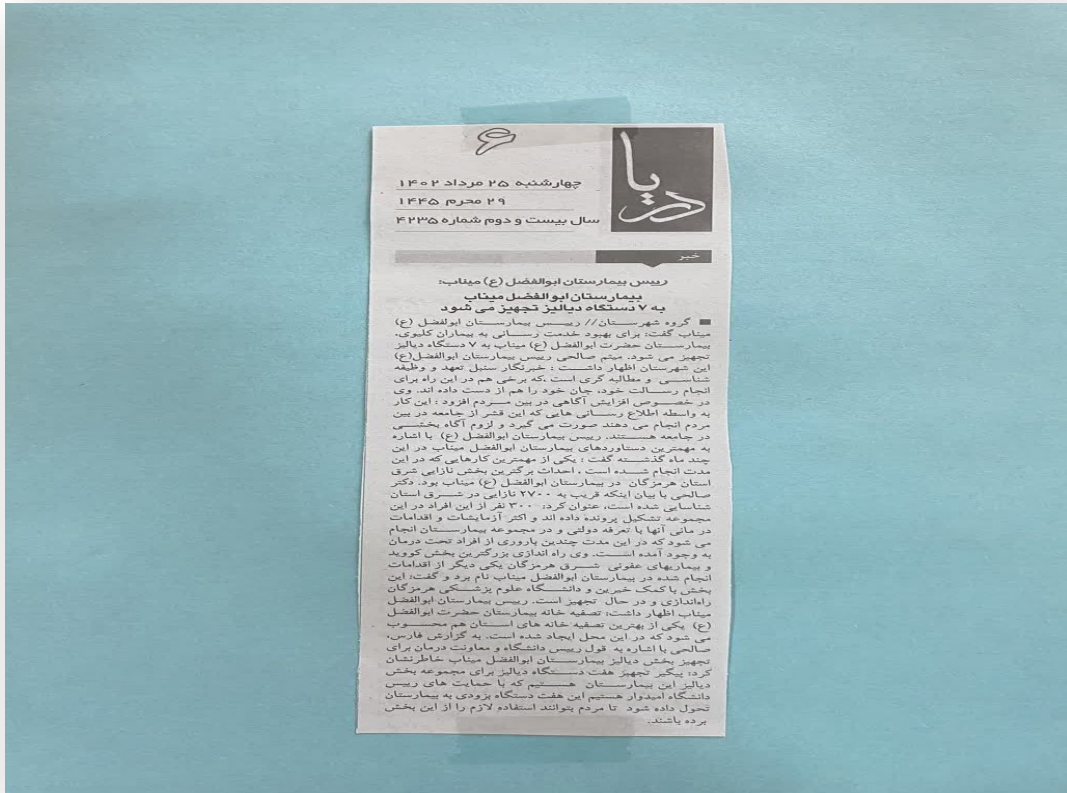 ۶
دریا
چهارشنبه ۲۵ مرداد ۱۴۰۲
۲۹ محرم ۱۴۴۵
سال بیست و دوم شماره ۴۲۳۵
خبر
رییس بیمارستان ابوالفضل (ع) میناب:
بیمارستان ابوالفضل میناب
به ۷ دستگاه دیالیز تجهیز می شود
■ گروه شهرستان// رییس بیمارستان ابولفضل (ع)
میناب گفت: برای بهبود خدمت رسانی به بیماران کلیوی،
بیمارستان حضرت ابوالفضل (ع) میناب به ۷ دستگاه دیالیز
تجهیز می شود. میثم صالحی رییس بیمارستان ابوالفضل(ع)
این شهرستان اظهار داشت : خبرنگار سنبل تعهد و وظیفه
شناسی و مطالبه گری است ،که برخی هم در این راه برای
انجام رسالت خود، جان خود را هم از دست داده اند. وی
در خصوص افزایش آگاهی در بین مردم افزود : این کار
به واسطه اطلاع رسانی هایی که این قشر از جامعه در بین
مردم انجام می دهند صورت می گیرد و لزوم آگاه بخشی
در جامعه هستند. رییس بیمارستان ابوالفضل (ع) با اشاره
به مهمترین دستاوردهای بیمارستان ابوالفضل میناب در این
چند ماه گذشته گفت : یکی از مهمترین کارهایی که در این
مدت انجام شده است ، احداث برگترین بخش نازایی شرق
استان هرمزگان در بیمارستان ابوالفضل (ع) میناب بود. دکتر
صالحی با بیان اینکه قریب به ۲۷۰۰ نازایی در شرق استان
شناسایی شده است، عنوان کرد: ۳۰۰ نفر از این افراد در این
مجموعه تشکیل پرونده داده اند و اکثر آزمایشات و اقدامات
در مانی آنها با تعرفه دولتی و در مجموعه بیمارستان انجام
می شود که در این مدت چندین باروری از افراد تحت درمان
به وجود آمده است. وی راه اندازی بزرگترین بخش کووید
و بیماریهای عفونی شرق هرمزگان یکی دیگر از اقدامات
انجام شده در بیمارستان ابوالفضل میناب نام برد و گفت: این
بخش با کمک خیرین و دانشگاه علوم پزشکی هرمزگان
راه‌اندازی و در حال تجهیز است. رییس بیمارستان ابوالفضل
میناب اظهار داشت: تصفیه خانه بیمارستان حضرت ابوالفضل
(ع) یکی از بهترین تصفیه خانه های استان هم محسوب
می شود که در این محل ایجاد شده است. به گزارش فارس،
صالحی با اشاره به قول رییس دانشگاه و معاونت درمان برای
تجهیز بخش دیالیز بیمارستان ابوالفضل میناب خاطرنشان
کرد: پیگیر تجهیز هفت دستگاه دیالیز برای مجموعه بخش
دیالیز این بیمارستان هستیم که با حمایت های رییس
دانشگاه امیدوار هستیم این هفت دستگاه بزودی به بیمارستان
تحول داده شود تا مردم بتوانند استفاده لازم را از این بخش
برده باشند.